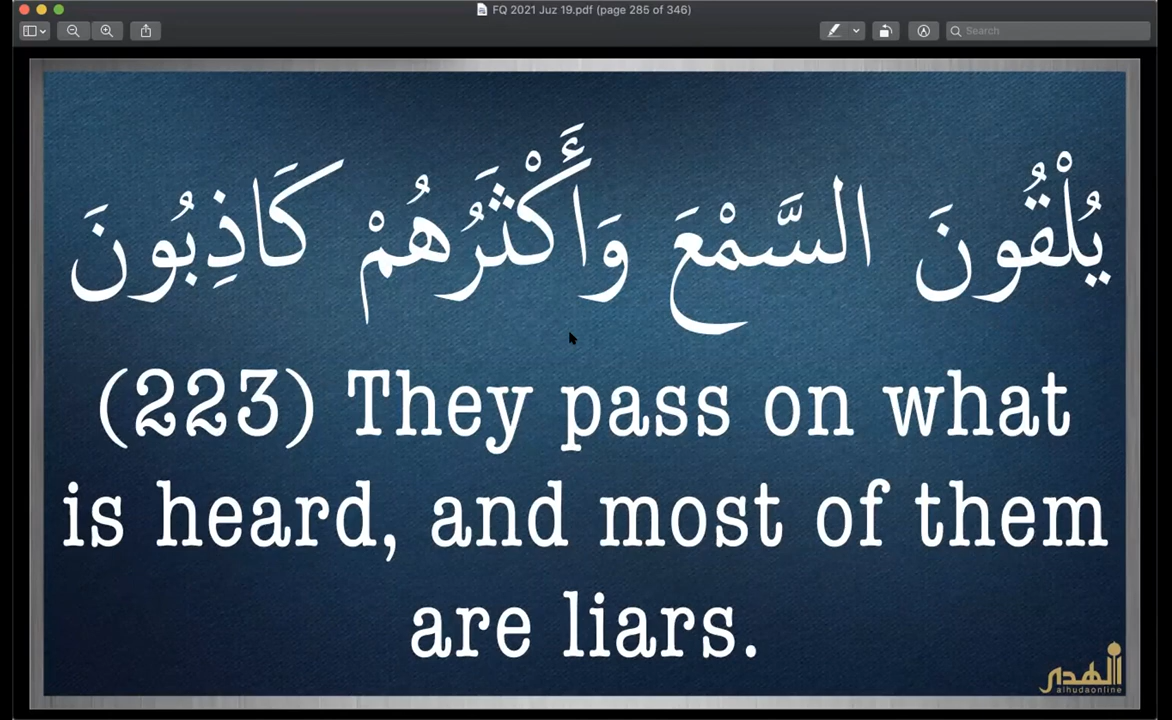 FQ 2021 Juz 19.pdf (page 285 of 346)
Search
يُلْقُونَ السَّمْعَ وَأَكْثَرُهُمْ كَاذِبُونَ
(223) They pass on what
is heard, and most of them
are liars.
الهدى
alhudaonline